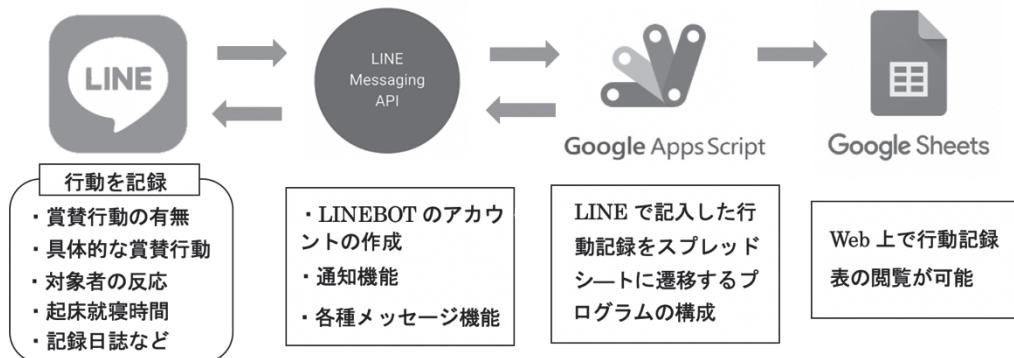 LINE
LINE
Messaging
API
Google Apps Script
Google Sheets
行動を記録
・賞賛行動の有無
・具体的な賞賛行動
・対象者の反応
・起床就寝時間
・記録日誌など
・LINEBOT のアカウ
ントの作成
・通知機能
・各種メッセージ機能
LINE で記入した行
動記録をスプレッド
シートに遷移するプ
ログラムの構成
Web 上で行動記録
表の閲覧が可能